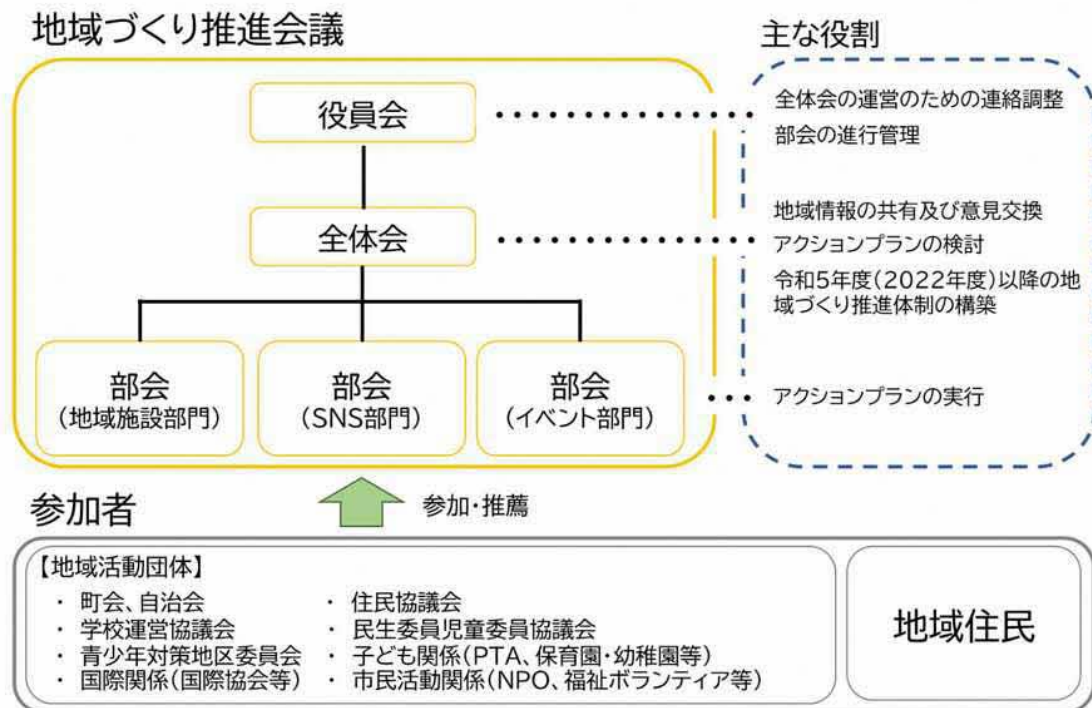 地域づくり推進会議
役員会
全体会
部会
(地域施設部門)
部会
(SNS部門)
部会
(イベント部門)
主な役割
全体会の運営のための連絡調整
部会の進行管理
地域情報の共有及び意見交換
アクションプランの検討
令和5年度(2022年度)以降の地
域づくり推進体制の構築
アクションプランの実行
参加・推薦
参加者
【地域活動団体】
・ 町会、自治会
・ 学校運営協議会
・ 青少年対策地区委員会
・ 国際関係(国際協会等)
・ 住民協議会
・ 民生委員児童委員協議会
・ 子ども関係(PTA、保育園・幼稚園等)
・ 市民活動関係(NPO、福祉ボランティア等)
地域住民